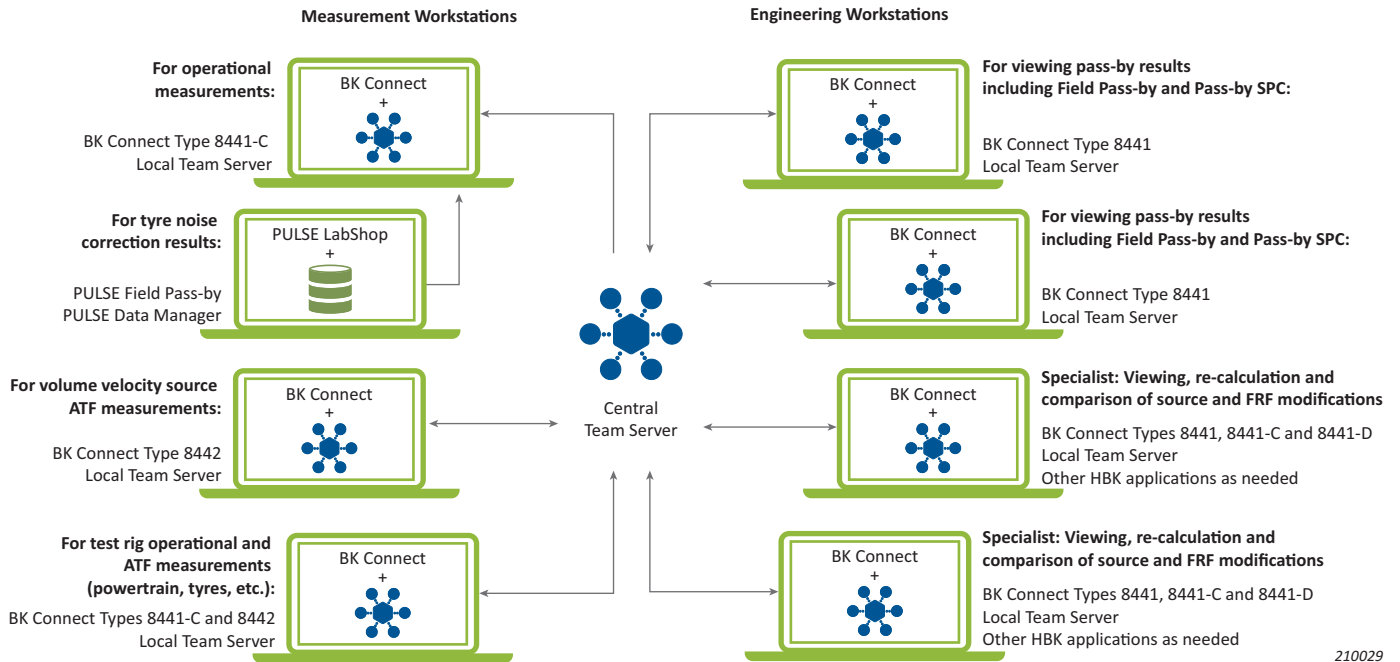 Measurement Workstations
Engineering Workstations
For operational
measurements:
BK Connect Type 8441-C
Local Team Server
BK Connect
+
For tyre noise
correction results:
PULSE Field Pass-by
PULSE Data Manager
PULSE LabShop
+
For volume velocity source
ATF measurements:
BK Connect Type 8442
Local Team Server
BK Connect
+
For test rig operational and
ATF measurements
(powertrain, tyres, etc.):
BK Connect Types 8441-C and 8442
Local Team Server
BK Connect
+
Central
Team Server
BK Connect
+
For viewing pass-by results
including Field Pass-by and Pass-by SPC:
BK Connect Type 8441
Local Team Server
BK Connect
+
For viewing pass-by results
including Field Pass-by and Pass-by SPC:
BK Connect Type 8441
Local Team Server
BK Connect
+
Specialist: Viewing, re-calculation and
comparison of source and FRF modifications
BK Connect Types 8441, 8441-C and 8441-D
Local Team Server
Other HBK applications as needed
BK Connect
+
Specialist: Viewing, re-calculation and
comparison of source and FRF modifications
BK Connect Types 8441, 8441-C and 8441-D
Local Team Server
Other HBK applications as needed
210029